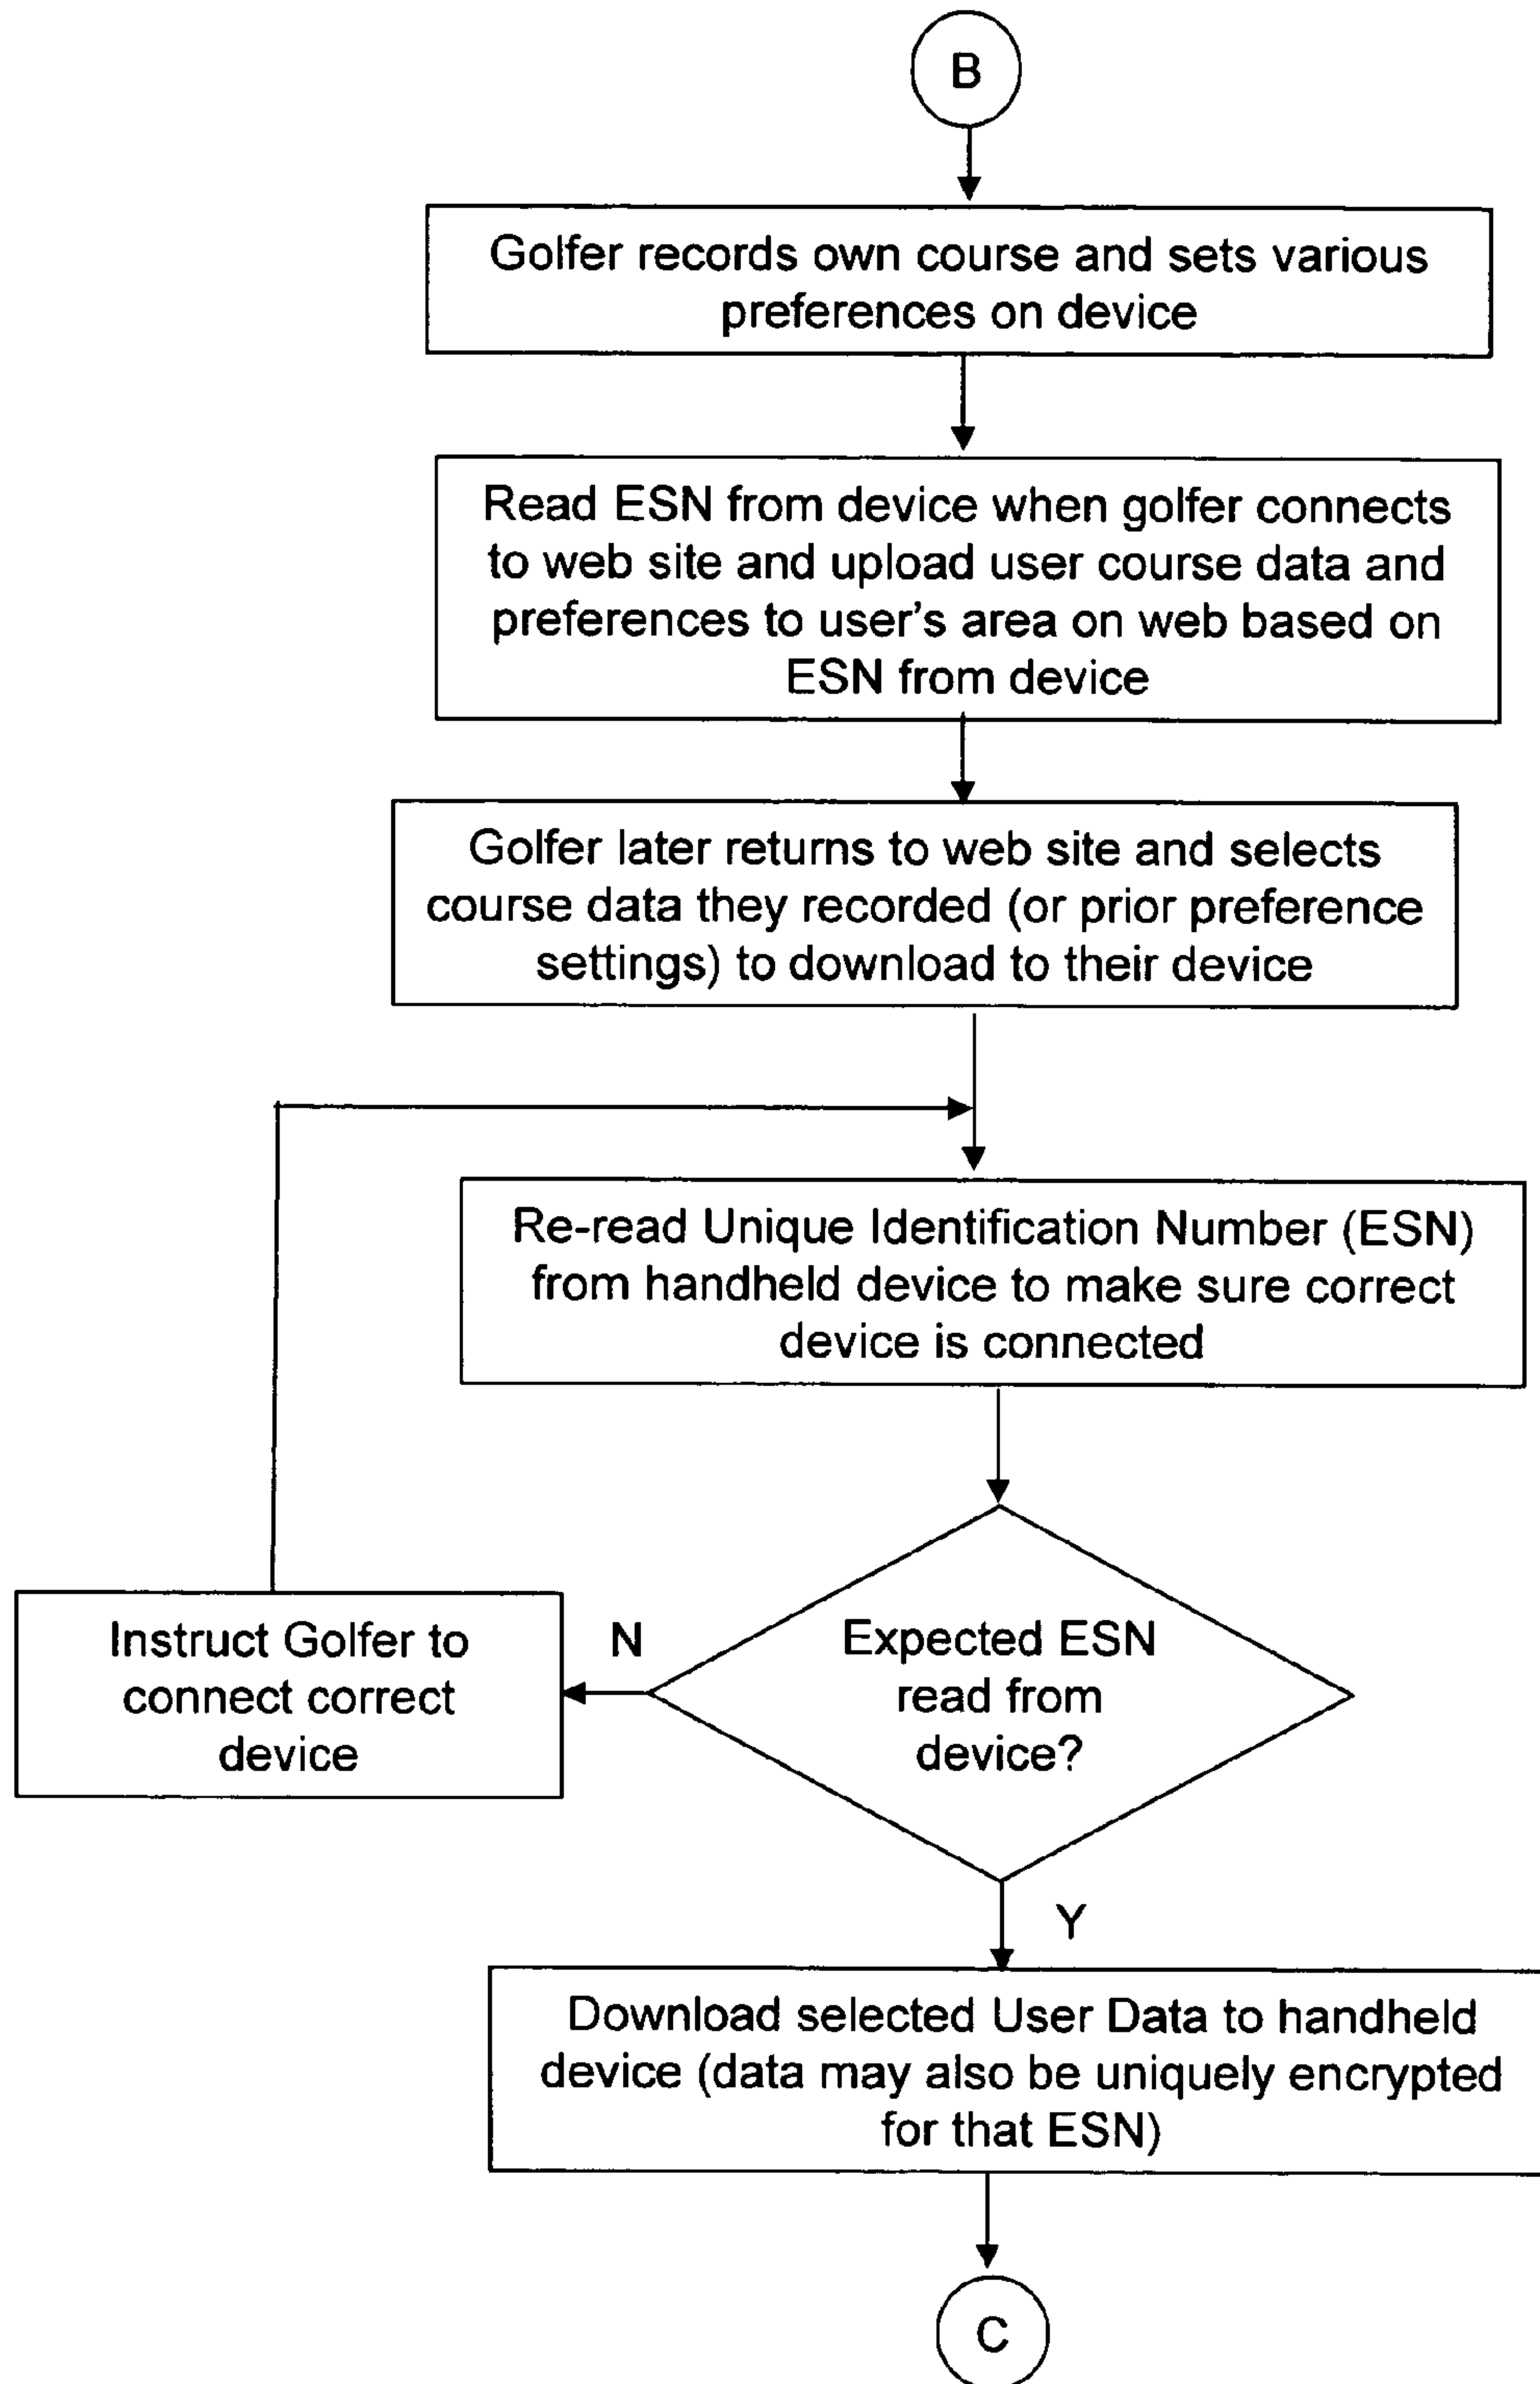 B
Golfer records own course and sets various
preferences on device
Read ESN from device when golfer connects
to web site and upload user course data and
preferences to user's area on web based on
ESN from device
Golfer later returns to web site and selects
course data they recorded (or prior preference
settings) to download to their device
Re-read Unique Identification Number (ESN)
from handheld device to make sure correct
device is connected
Expected ESN
read from
device?
N
Instruct Golfer to
connect correct
device
Y
Download selected User Data to handheld
device (data may also be uniquely encrypted
for that ESN)
C